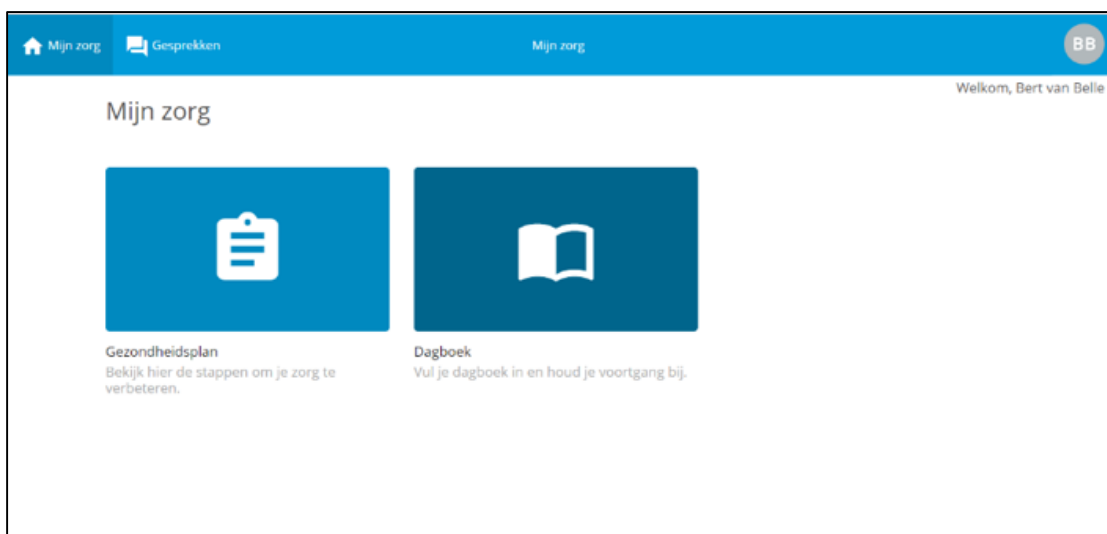 Mijn zorg
Gesprekken
Mijn zorg
BB
Welkom, Bert van Belle
Mijn zorg
Gezondheidsplan
Bekijk hier de stappen om je zorg te
verbeteren.
Dagboek
Vul je dagboek in en houd je voortgang bij.